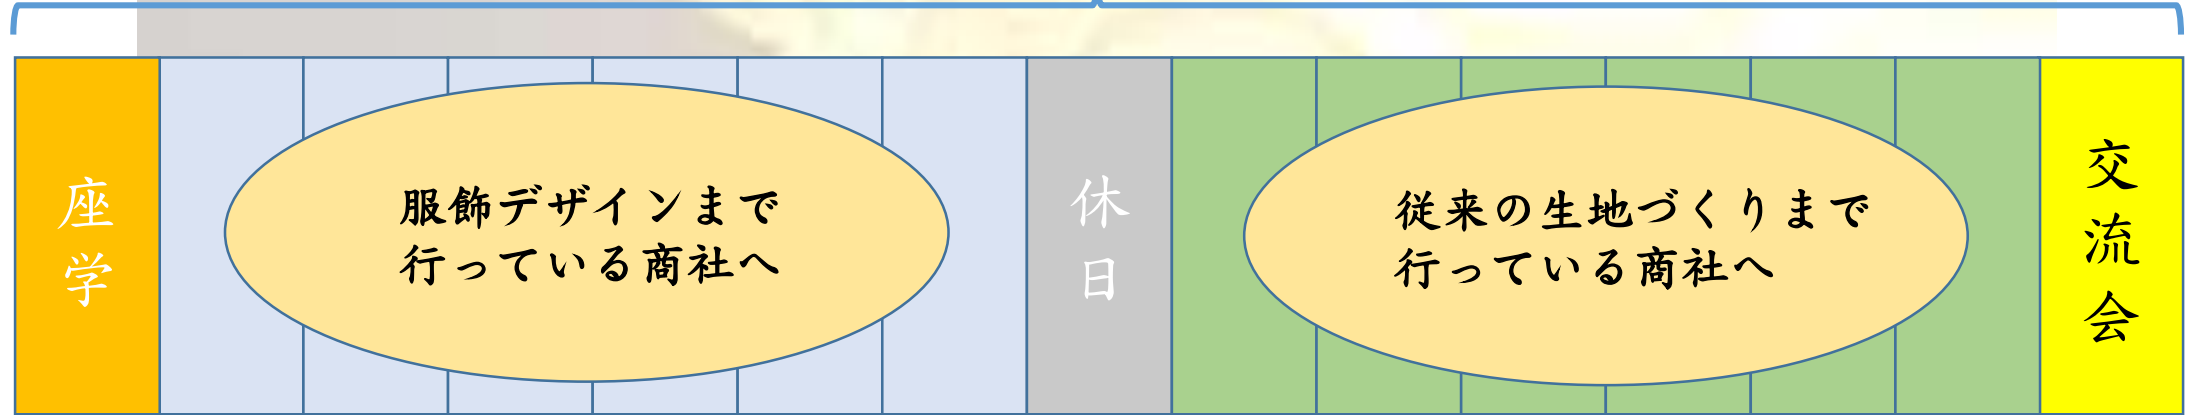 座学
服飾デザインまで
行っている商社へ
休日
従来の生地づくりまで
行っている商社へ
交流会